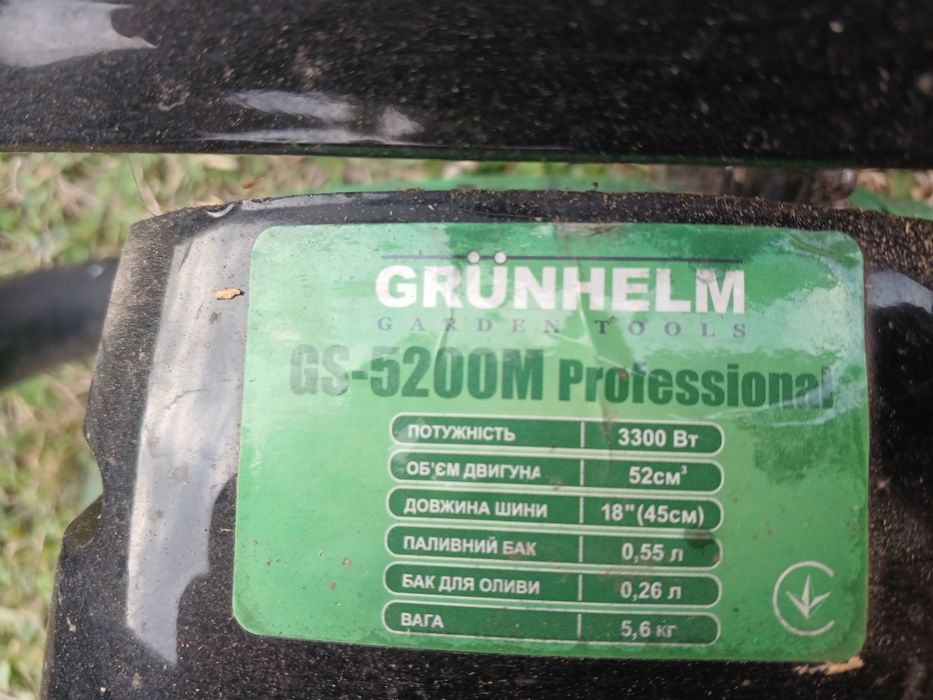 GRÜNHELM
GARDEN TOOLS
GS-5200M Professional
ПОТУЖНІСТЬ 3300 Вт
ОБ'ЄМ ДВИГУНА 52см³
ДОВЖИНА ШИНИ 18"(45см)
ПАЛИВНИЙ БАК 0,55 л
БАК ДЛЯ ОЛИВИ 0,26 л
ВАГА 5,6 кг